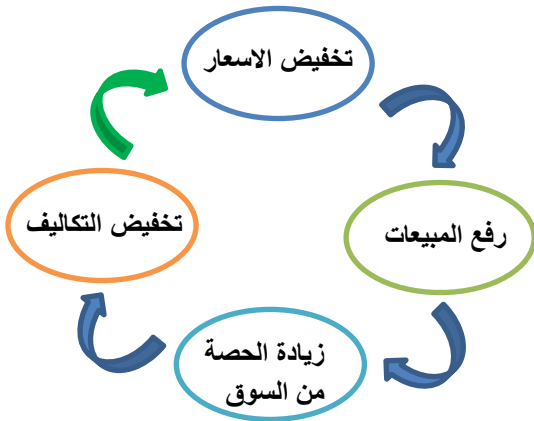 تخفيض الاسعار
رفع المبيعات
زيادة الحصة
من السوق
تخفيض التكاليف